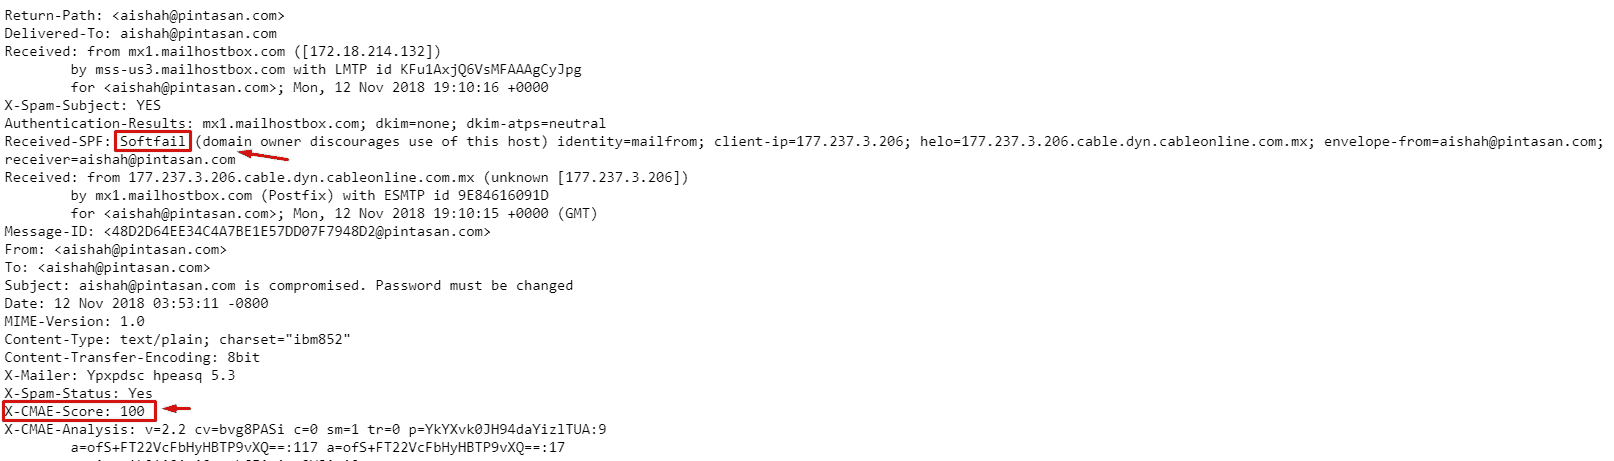 Return-Path: <aishah@pintasan.com>
Delivered-To: aishah@pintasan.com
Received: from mx1.mailhostbox.com ([172.18.214.132])
by mss-us3.mailhostbox.com with LMTP id KFu1AxjQ6VsMFAAAgCyJpg
for <aishah@pintasan.com>; Mon, 12 Nov 2018 19:10:16 +0000
X-Spam-Subject: YES
Authentication-Results: mx1.mailhostbox.com; dkim=none; dkim-atps=neutral
Received-SPF: Softfail (domain owner discourages use of this host) identity=mailfrom; client-ip=177.237.3.206; helo=177.237.3.206.cable.dyn.cableonline.com.mx; envelope-from=aishah@pintasan.com;
receiver=aishah@pintasan.com
Received: from 177.237.3.206.cable.dyn.cableonline.com.mx (unknown [177.237.3.206])
by mx1.mailhostbox.com (Postfix) with ESMTP id 9E84616091D
for <aishah@pintasan.com>; Mon, 12 Nov 2018 19:10:15 +0000 (GMT)
Message-ID: <48D2D64EE34C4A7BE1E57DD07F7948D2@pintasan.com>
From: <aishah@pintasan.com>
To: <aishah@pintasan.com>
Subject: aishah@pintasan.com is compromised. Password must be changed
Date: 12 Nov 2018 03:53:11 -0800
MIME-Version: 1.0
Content-Type: text/plain; charset="ibm852"
Content-Transfer-Encoding: 8bit
X-Mailer: Ypxpdsc hpeasq 5.3
X-Spam-Status: Yes
X-CMAE-Score: 100
X-CMAE-Analysis: v=2.2 cv=bvg8PASi c=0 sm=1 tr=0 p=YkYXvk0JH94daYizlTUA:9
a=ofS+FT22VcFbHyHBTP9vXQ==:117 a=ofS+FT22VcFbHyHBTP9vXQ==:17